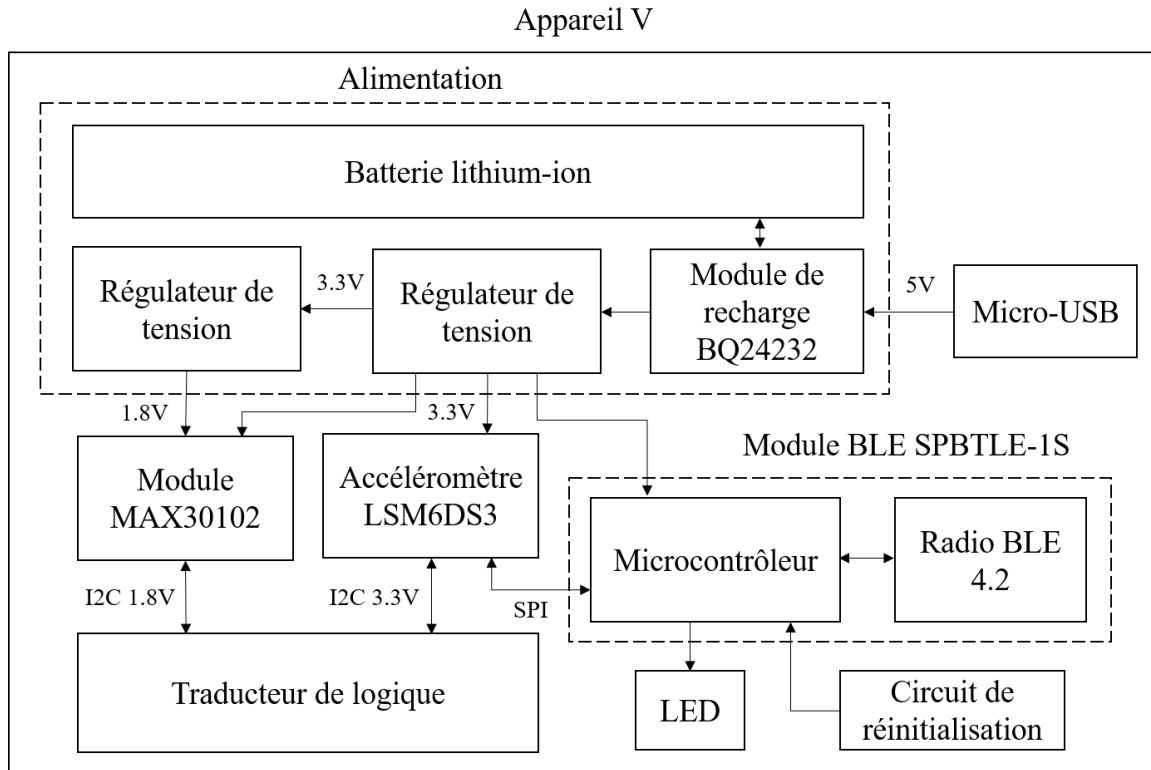 Appareil V
Alimentation
Batterie lithium-ion
Régulateur de
tension
3.3V
Régulateur de
tension
Module de
recharge
BQ24232
5V
Micro-USB
1.8V
3.3V
Module
MAX30102
Accéléromètre
LSM6DS3
Module BLE SPBTLE-1S
Microcontrôleur
Radio BLE
4.2
I2C 1.8V
I2C 3.3V
SPI
Traducteur de logique
LED
Circuit de
réinitialisation